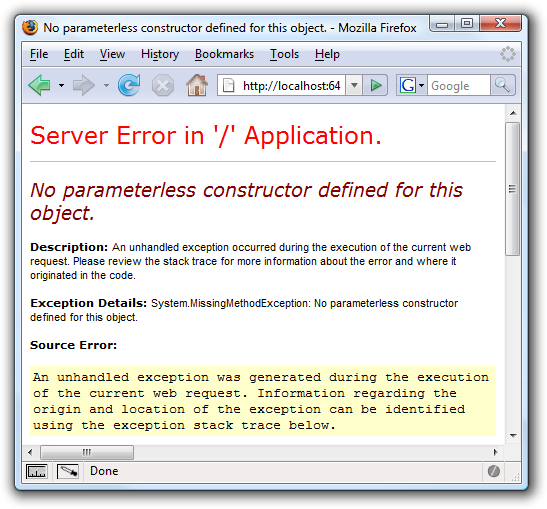 No parameterless constructor defined for this object. - Mozilla Firefox
File Edit View History Bookmarks Tools Help
http://localhost:64 G Google
Server Error in '/' Application.
No parameterless constructor defined for this
object.
Description: An unhandled exception occurred during the execution of the current web
request. Please review the stack trace for more information about the error and where it
originated in the code.
Exception Details: System.MissingMethodException: No parameterless constructor
defined for this object.
Source Error:
An unhandled exception was generated during the execution
of the current web request. Information regarding the
origin and location of the exception can be identified
using the exception stack trace below.
Done